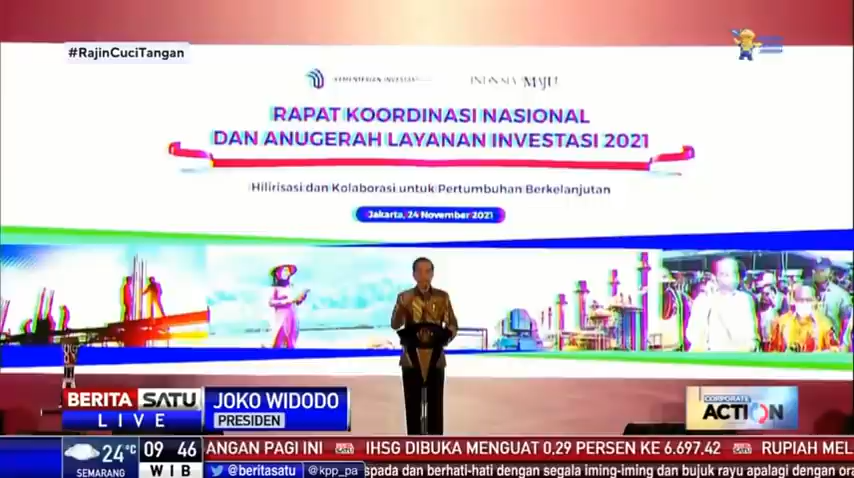 #RajinCuciTangan
KEMENTERIAN INVESTASI
INDONESIA MAJU
RAPAT KOORDINASI NASIONAL
DAN ANUGERAH LAYANAN INVESTASI 2021
Hilirisasi dan Kolaborasi untuk Pertumbuhan Berkelanjutan
Jakarta, 24 November 2021
BERITA SATU
LIVE
JOKO WIDODO
PRESIDEN
CORPORATE
ACTION
24°C
SEMARANG
09 46
WIB
ANGAN PAGI INI IHSG DIBUKA MENGUAT 0,29 PERSEN KE 6.697,42 RUPIAH MEL
@beritasatu @kpp_pa spada dan berhati-hati dengan segala iming-iming dan bujuk rayu apalagi dengan ora